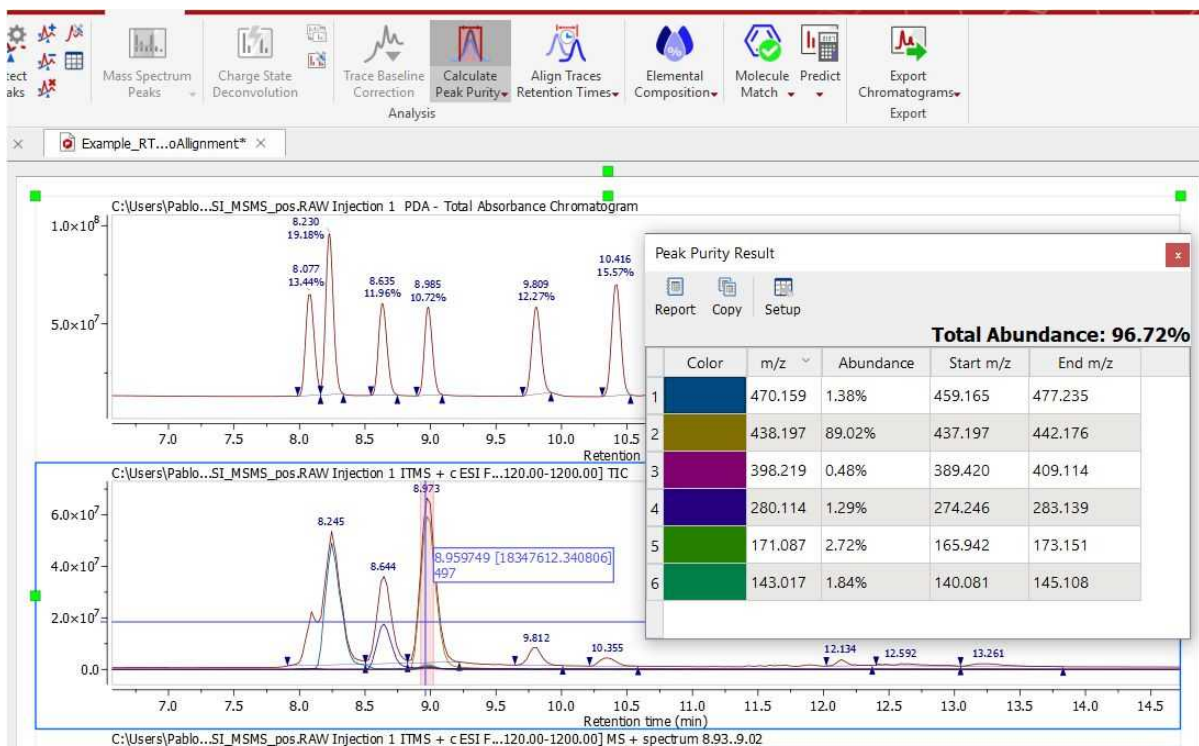 tect
aks
Mass Spectrum
Peaks
Charge State
Deconvolution
Trace Baseline
Correction
Calculate
Peak Purity
Align Traces
Retention Times
Elemental
Composition
Molecule
Match
Predict
Export
Chromatograms
Analysis
Export
Example_RT...oAllignment*
C:\Users\Pablo...SI_MSMS_pos.RAW Injection 1 PDA - Total Absorbance Chromatogram
1.0×10⁸
5.0×10⁷
8.230
19.18%
8.077
13.44%
8.635
11.96%
8.985
10.72%
9.809
12.27%
10.416
15.57%
7.0 7.5 8.0 8.5 9.0 9.5 10.0 10.5
Retention
Peak Purity Result
x
Report Copy Setup
Total Abundance: 96.72%
Color m/z Abundance Start m/z End m/z
1 470.159 1.38% 459.165 477.235
2 438.197 89.02% 437.197 442.176
3 398.219 0.48% 389.420 409.114
4 280.114 1.29% 274.246 283.139
5 171.087 2.72% 165.942 173.151
6 143.017 1.84% 140.081 145.108
C:\Users\Pablo...SI_MSMS_pos.RAW Injection 1 ITMS + c ESI F...120.00-1200.00] TIC
6.0×10⁷
4.0×10⁷
2.0×10⁷
0.0
8.245
8.644
8.973
8.959749 [18347612.340806]
497
9.812
10.355
12.134
12.592
13.261
7.0 7.5 8.0 8.5 9.0 9.5 10.0 10.5 11.0 11.5 12.0 12.5 13.0 13.5 14.0 14.5
Retention time (min)
C:\Users\Pablo...SI_MSMS_pos.RAW Injection 1 ITMS + c ESI F...120.00-1200.00] MS + spectrum 8.93..9.02